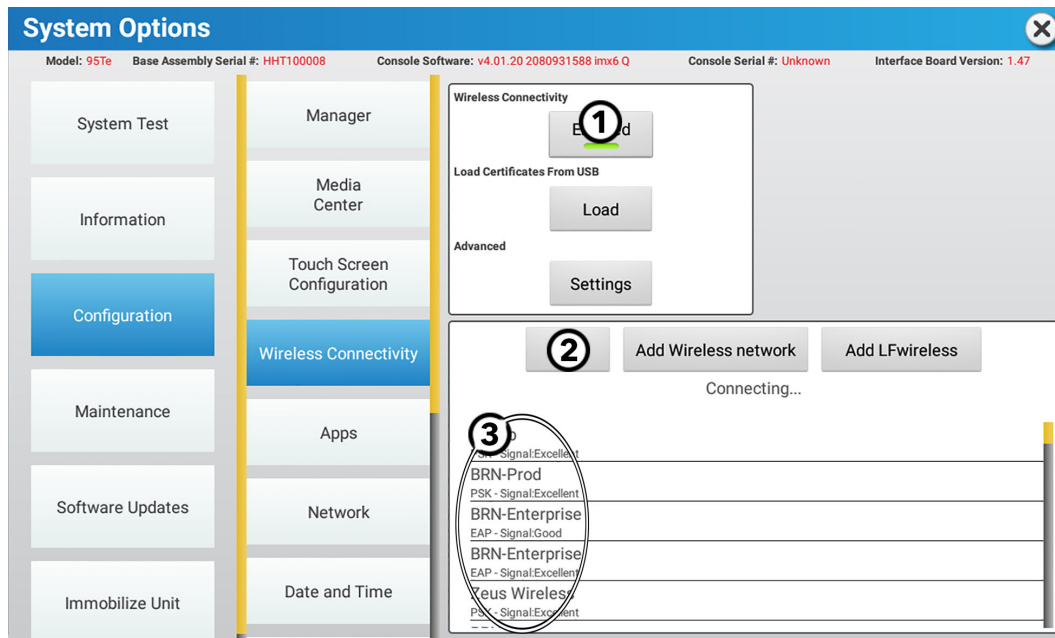 System Options
Model: 95Te Base Assembly Serial #: HHT100008 Console Software: v4.01.20 2080931588 imx6 Q Console Serial #: Unknown Interface Board Version: 1.47
System Test
Information
Configuration
Maintenance
Software Updates
Immobilize Unit
Manager
Media
Center
Touch Screen
Configuration
Wireless Connectivity
Apps
Network
Date and Time
Wireless Connectivity
1
Load Certificates From USB
Load
Advanced
Settings
2 Add Wireless network Add LFwireless
Connecting...
3
PSK - Signal:Excellent
BRN-Prod
PSK - Signal:Excellent
BRN-Enterprise
EAP - Signal:Good
BRN-Enterprise
EAP - Signal:Excellent
Zeus Wireless
PSK - Signal:Excellent